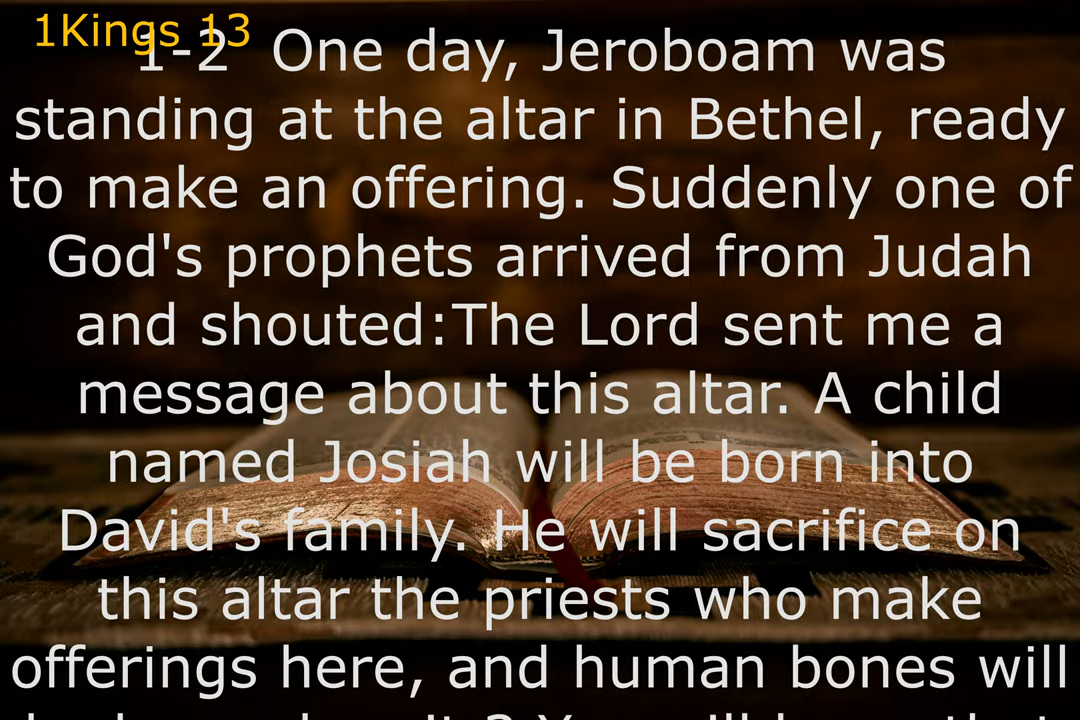 1Kings 13
1-2 One day, Jeroboam was
standing at the altar in Bethel, ready
to make an offering. Suddenly one of
God's prophets arrived from Judah
and shouted:The Lord sent me a
message about this altar. A child
named Josiah will be born into
David's family. He will sacrifice on
this altar the priests who make
offerings here, and human bones will